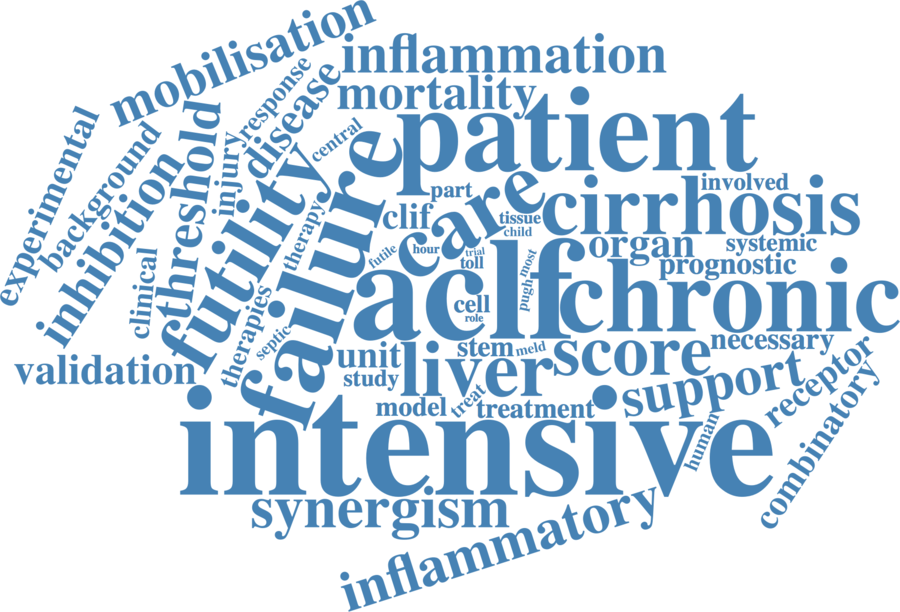 mobilisation
inflammation
response
disease
mortality
patient
experimental
background
threshold
injury
central
failure
inhibition
futility
part
care
involved
cirrhosis
clif
tissue
child
therapy
organ
systemic
futile
hour
trial
toll
most
prognostic
clinical
aclf
pugh
chronic
cell
role
therapies
septic
unit
stem
meld
score
necessary
validation
study
liver
receptor
support
model
treat
treatment
combinatory
human
intensive
synergism
inflammatory